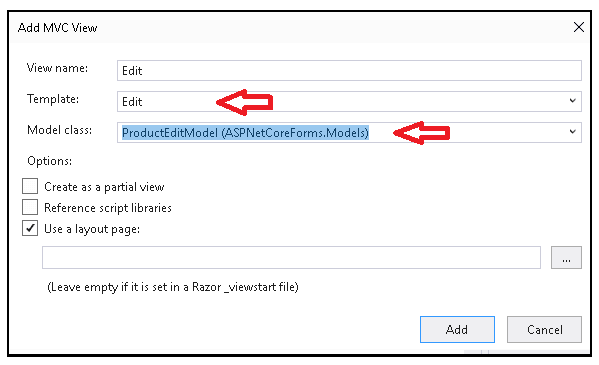 Add MVC View
View name: Edit
Template: Edit
Model class: ProductEditModel (ASPNetCoreForms.Models)
Options:
Create as a partial view
Reference script libraries
Use a layout page:
...
(Leave empty if it is set in a Razor _viewstart file)
Add Cancel